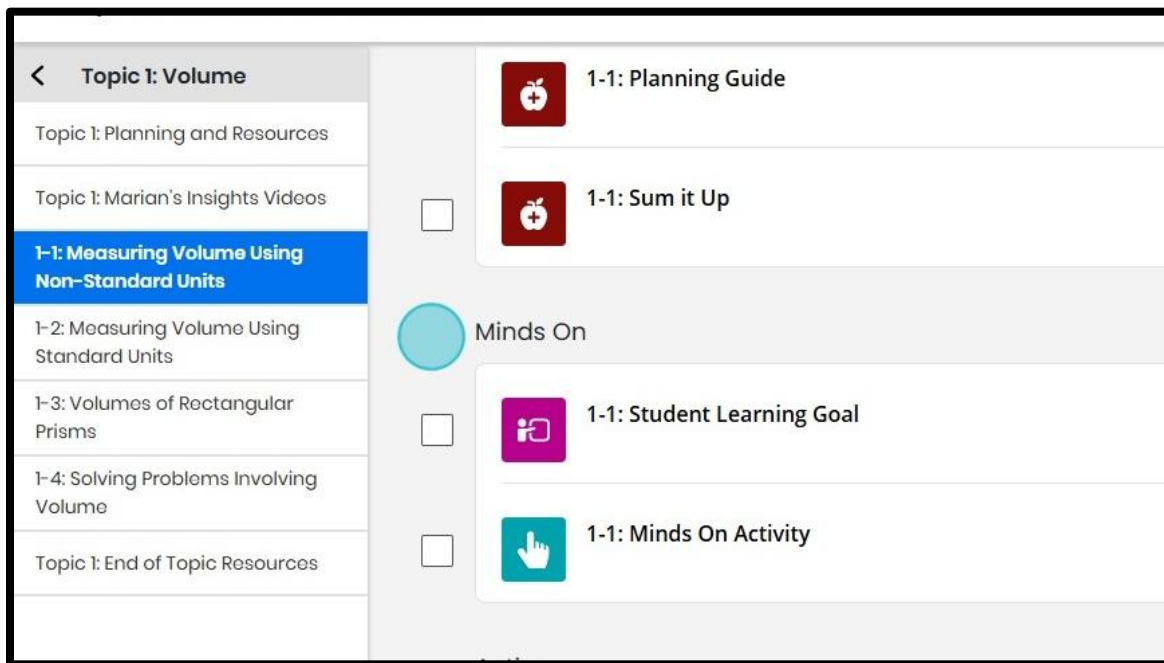 Topic 1: Volume
Topic 1: Planning and Resources
Topic 1: Marian's Insights Videos
1-1: Measuring Volume Using
Non-Standard Units
1-2: Measuring Volume Using
Standard Units
1-3: Volumes of Rectangular
Prisms
1-4: Solving Problems Involving
Volume
Topic 1: End of Topic Resources
1-1: Planning Guide
1-1: Sum it Up
Minds On
1-1: Student Learning Goal
1-1: Minds On Activity